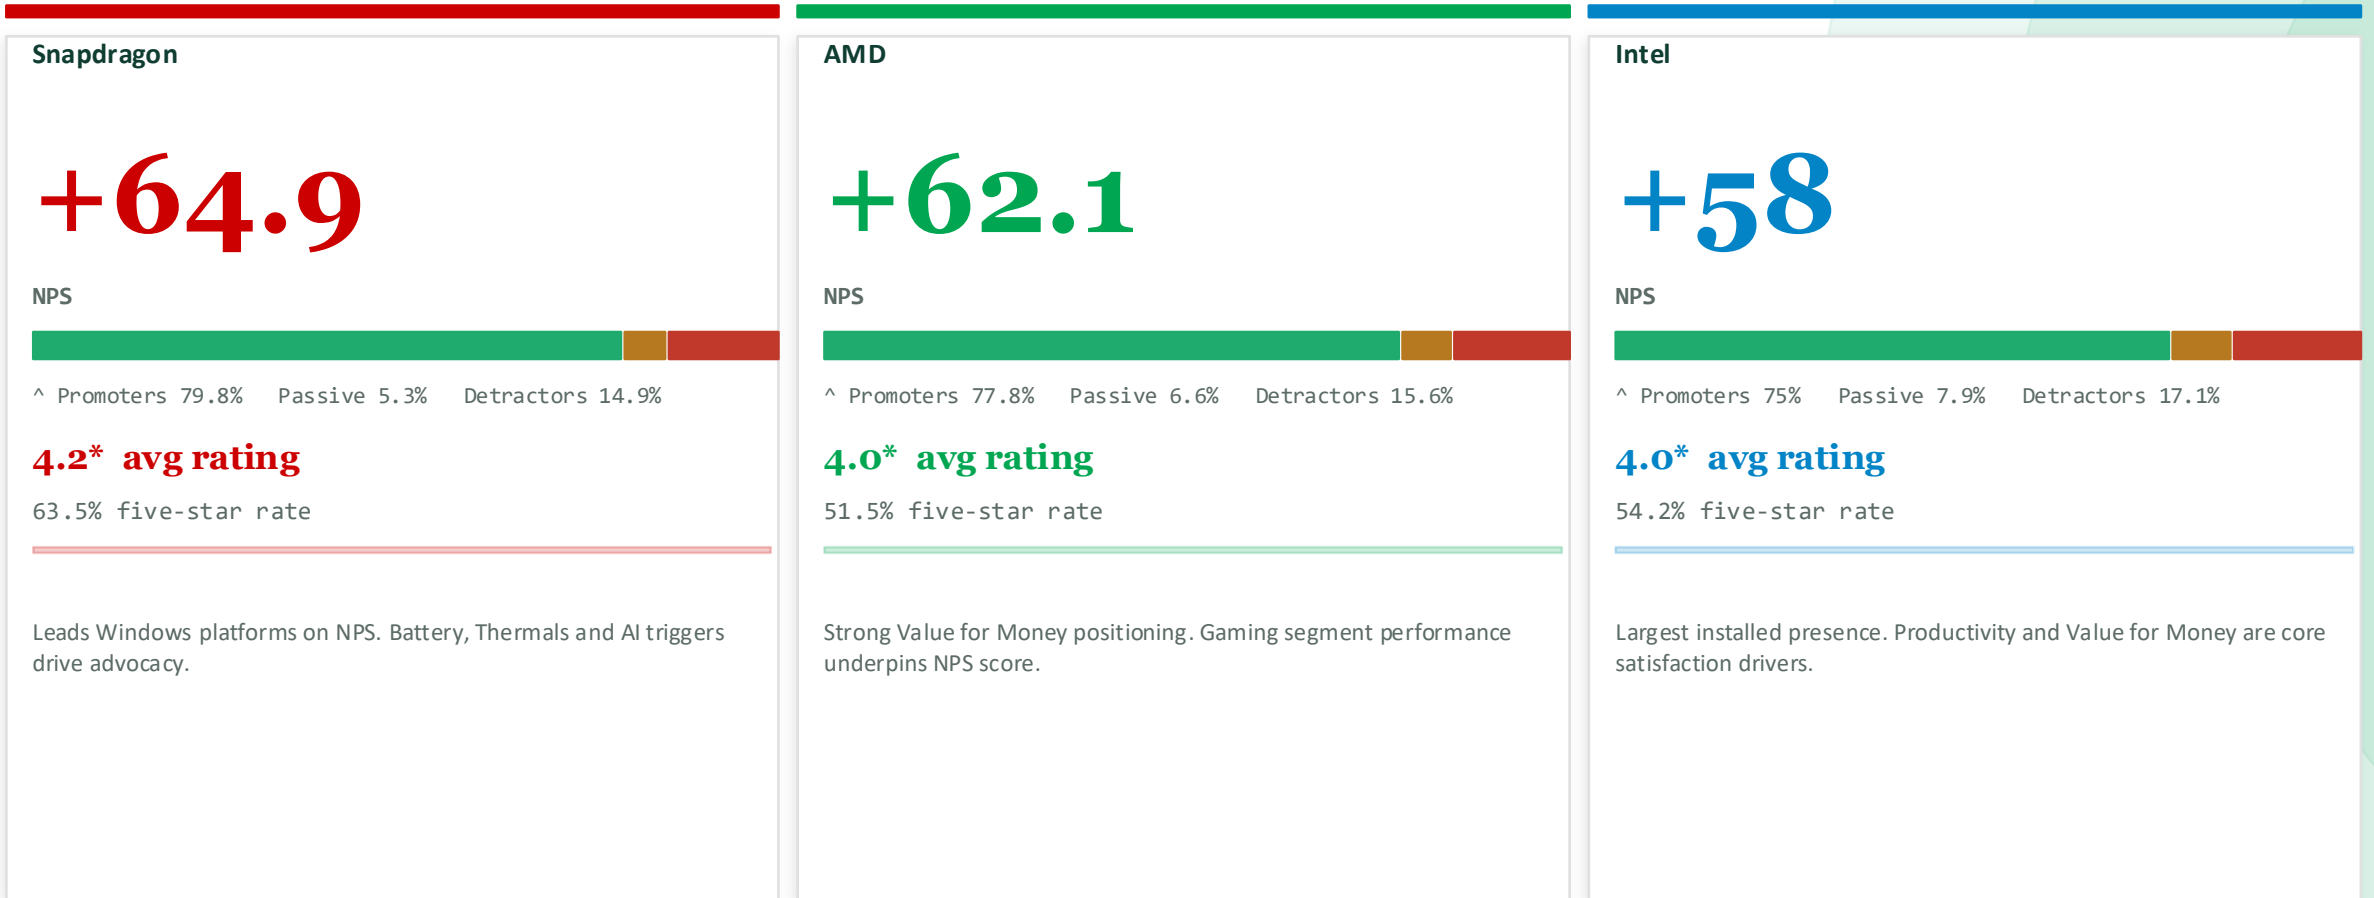 Snapdragon
+64.9
NPS
^ Promoters 79.8% Passive 5.3% Detractors 14.9%
4.2* avg rating
63.5% five-star rate
Leads Windows platforms on NPS. Battery, Thermals and AI triggers
drive advocacy.
AMD
+62.1
NPS
^ Promoters 77.8% Passive 6.6% Detractors 15.6%
4.0* avg rating
51.5% five-star rate
Strong Value for Money positioning. Gaming segment performance
underpins NPS score.
Intel
+58
NPS
^ Promoters 75% Passive 7.9% Detractors 17.1%
4.0* avg rating
54.2% five-star rate
Largest installed presence. Productivity and Value for Money are core
satisfaction drivers.